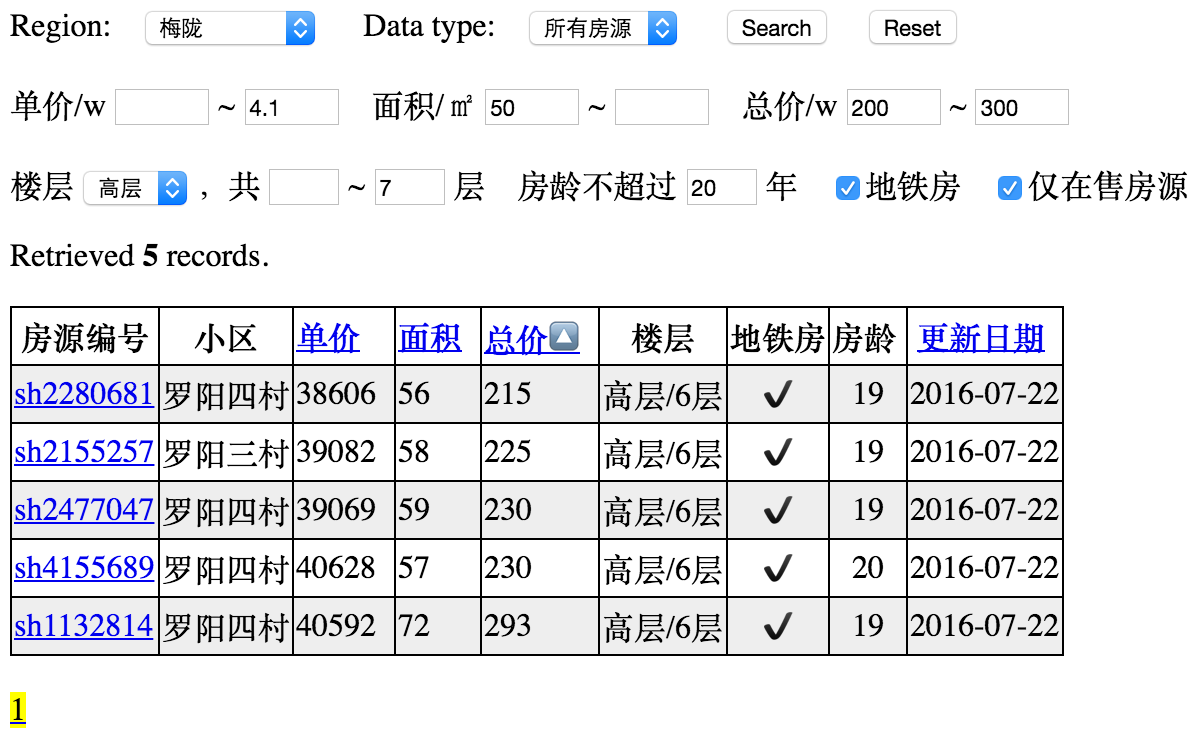 Region: 梅陇 Data type: 所有房源 Search Reset
单价/w ~ 4.1 面积/㎡ 50 ~ 总价/w 200 ~ 300
楼层 高层 ，共 ~ 7 层 房龄不超过 20 年 地铁房 仅在售房源
Retrieved 5 records.
房源编号 小区 单价 面积 总价 楼层 地铁房 房龄 更新日期
sh2280681 罗阳四村 38606 56 215 高层/6层 ✔ 19 2016-07-22
sh2155257 罗阳三村 39082 58 225 高层/6层 ✔ 19 2016-07-22
sh2477047 罗阳四村 39069 59 230 高层/6层 ✔ 19 2016-07-22
sh4155689 罗阳四村 40628 57 230 高层/6层 ✔ 20 2016-07-22
sh1132814 罗阳四村 40592 72 293 高层/6层 ✔ 19 2016-07-22
1